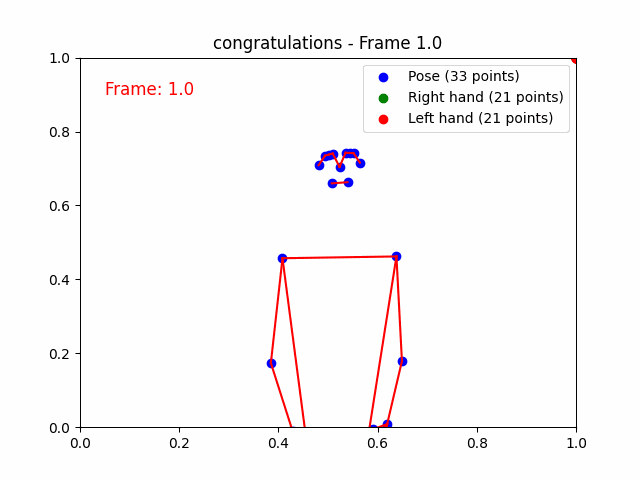 congratulations - Frame 1.0
Frame: 1.0
Pose (33 points)
Right hand (21 points)
Left hand (21 points)
1.0
0.8
0.6
0.4
0.2
0.0
0.0 0.2 0.4 0.6 0.8 1.0